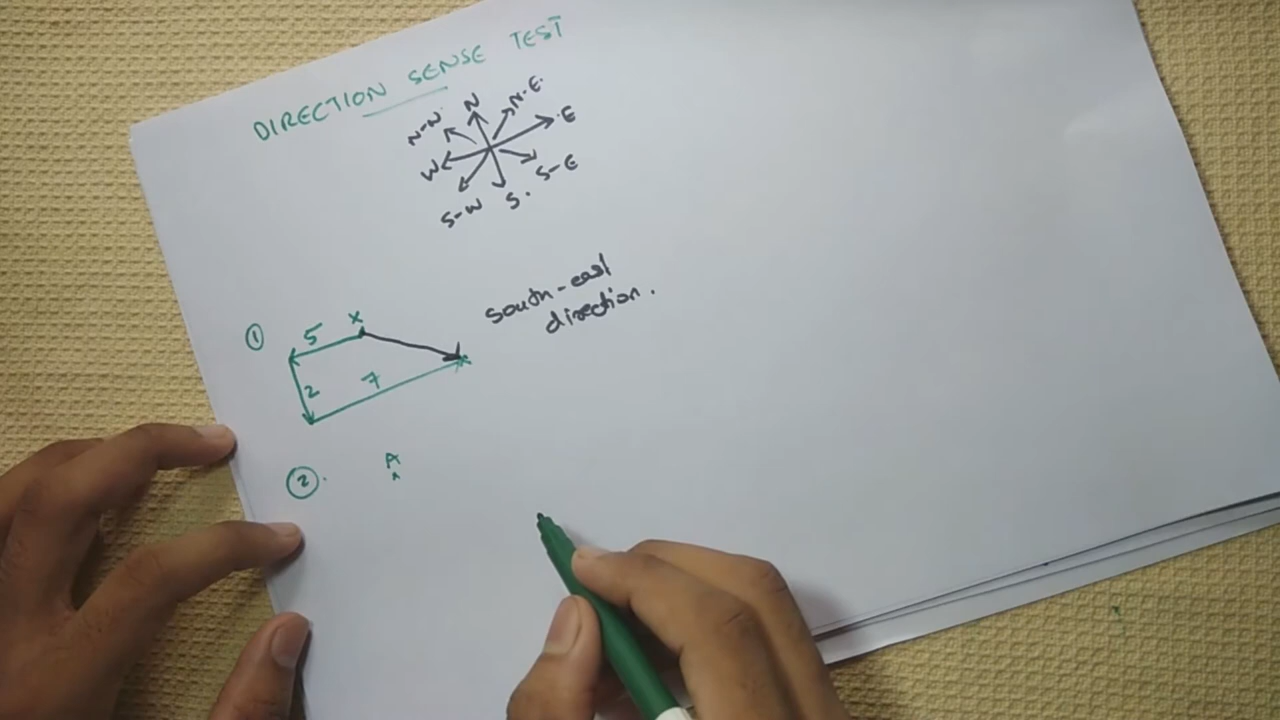 DIRECTION SENSE TEST
N-W N N-E
W E
S-W S S-E
① 5 X
2 7
South-east
direction.
② A